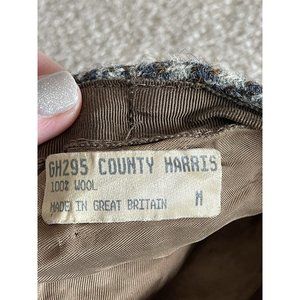 GH295 COUNTY HARRIS
100% WOOL
MADE IN GREAT BRITAIN M